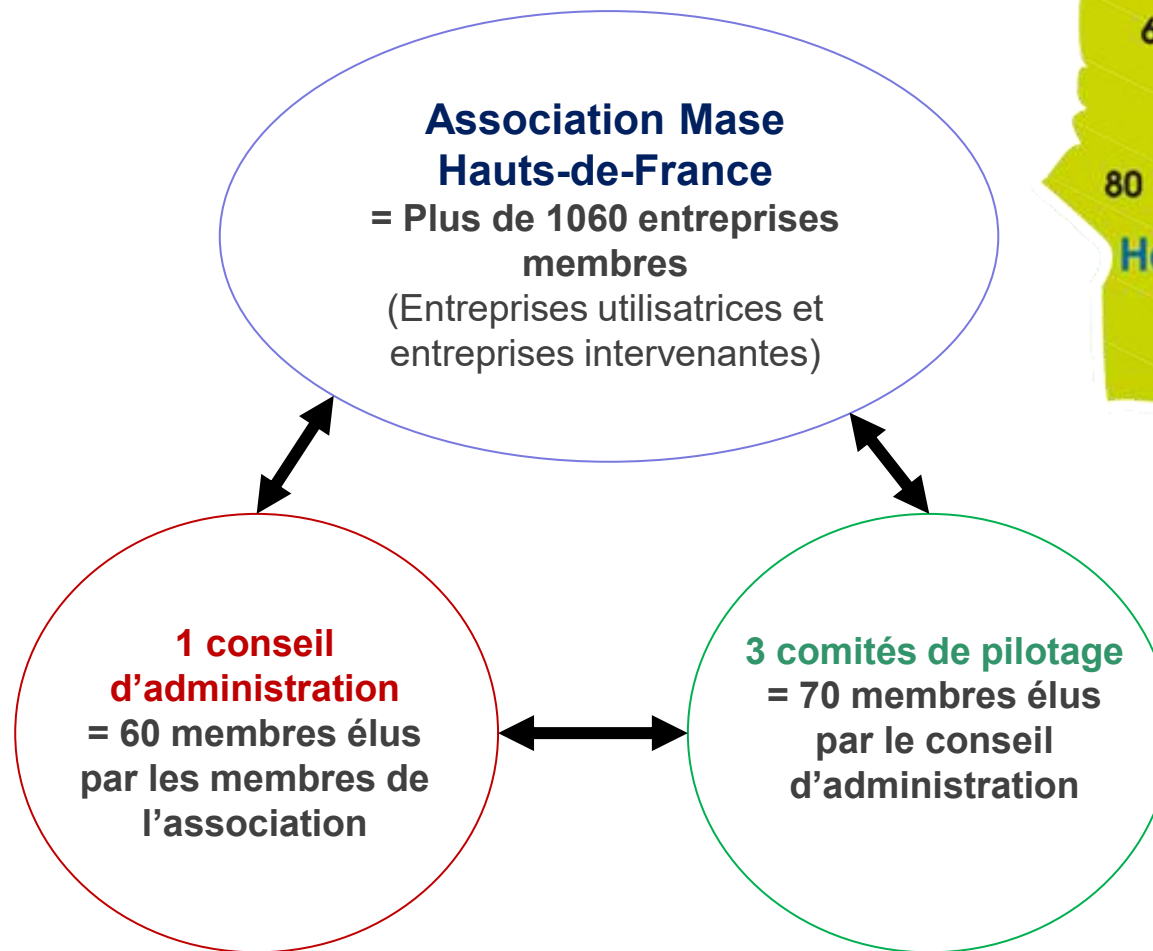 Association Mase
Hauts-de-France
= Plus de 1060 entreprises
membres
(Entreprises utilisatrices et
entreprises intervenantes)
80
1 conseil
d’administration
= 60 membres élus
par les membres de
l’association
3 comités de pilotage
= 70 membres élus
par le conseil
d’administration